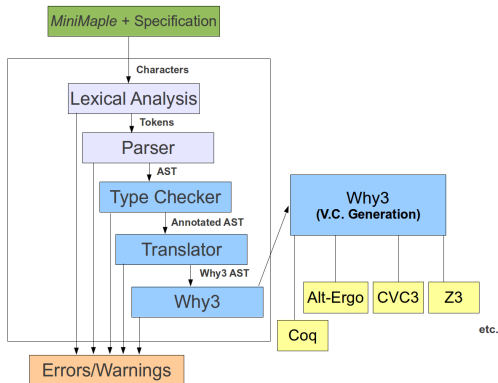 MiniMaple + Specification
Characters
Lexical Analysis
Tokens
Parser
AST
Type Checker
Annotated AST
Translator
Why3 AST
Why3
Errors/Warnings
Why3
(V.C. Generation)
Alt-Ergo
CVC3
Z3
Coq
etc.